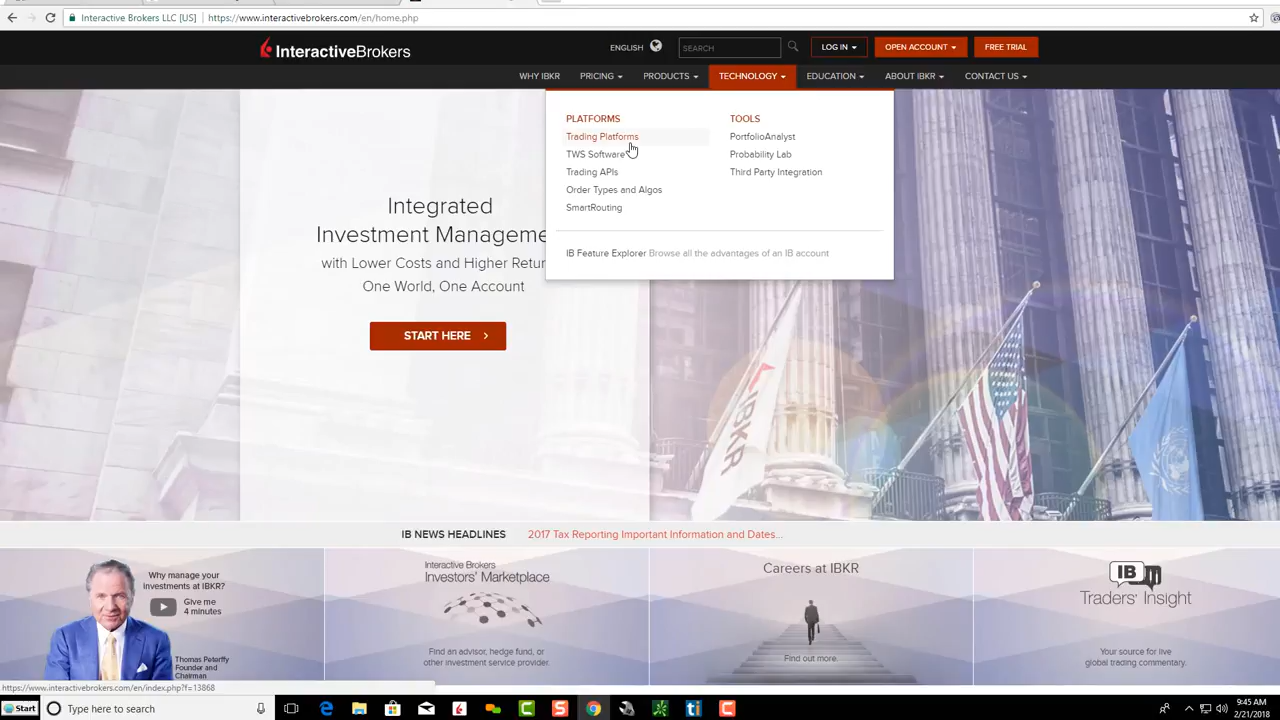 Interactive Brokers LLC [US]
https://www.interactivebrokers.com/en/home.php
InteractiveBrokers
ENGLISH
SEARCH
LOG IN
OPEN ACCOUNT
FREE TRIAL
WHY IBKR
PRICING
PRODUCTS
TECHNOLOGY
EDUCATION
ABOUT IBKR
CONTACT US
PLATFORMS
Trading Platforms
TWS Software
Trading APIs
Order Types and Algos
SmartRouting
TOOLS
PortfolioAnalyst
Probability Lab
Third Party Integration
IB Feature Explorer Browse all the advantages of an IB account
Integrated
Investment Manageme
with Lower Costs and Higher Retur
One World, One Account
START HERE
IBKR
IB NEWS HEADLINES
2017 Tax Reporting Important Information and Dates...
Why manage your
investments at IBKR?
Give me
4 minutes
Thomas Peterffy
Founder and
Chairman
Interactive Brokers
Investors' Marketplace
Find an advisor, hedge fund, or
other investment service provider.
Careers at IBKR
Find out more.
IB
Traders' Insight
Your source for live
global trading commentary.
https://www.interactivebrokers.com/en/index.php?f=13868
Start
Type here to search
9:45 AM
2/21/2018